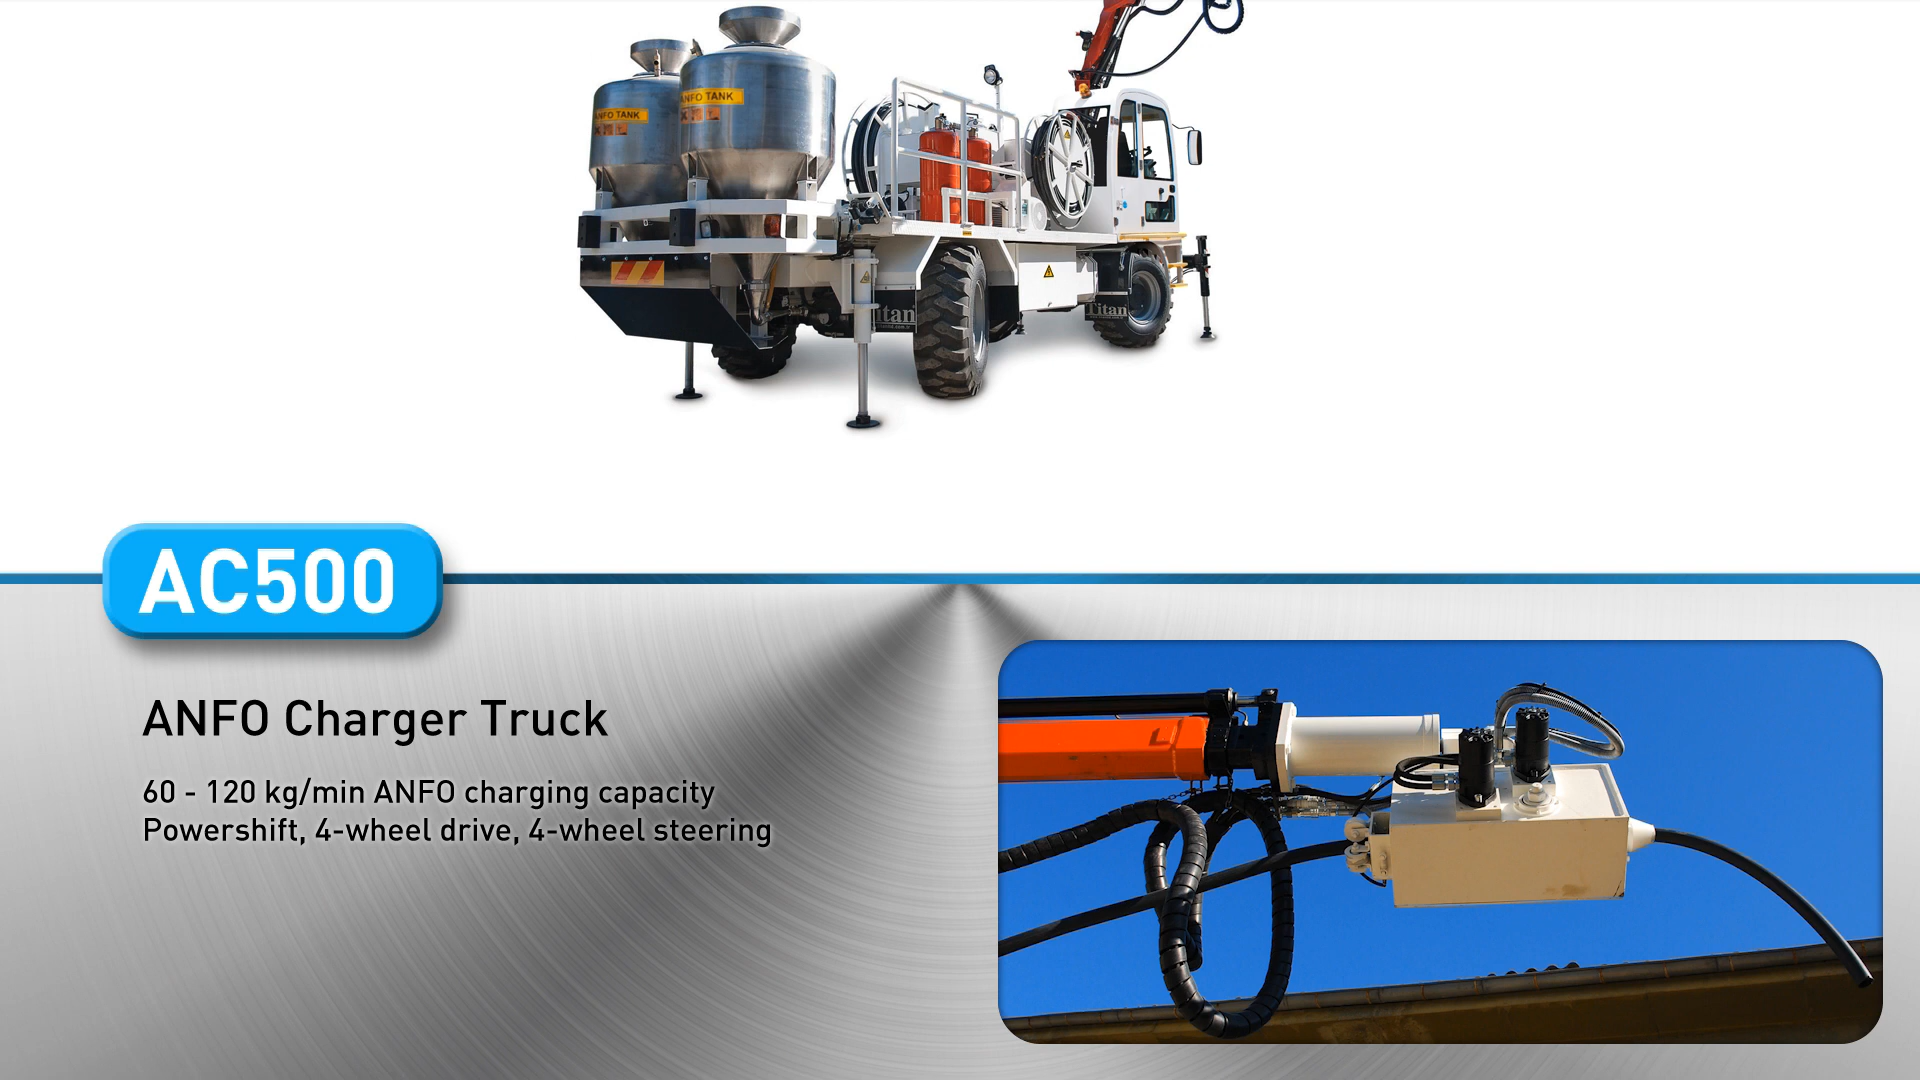 ANFO TANK
ANFO TANK
Titan
AC500
ANFO Charger Truck
60 - 120 kg/min ANFO charging capacity
Powershift, 4-wheel drive, 4-wheel steering